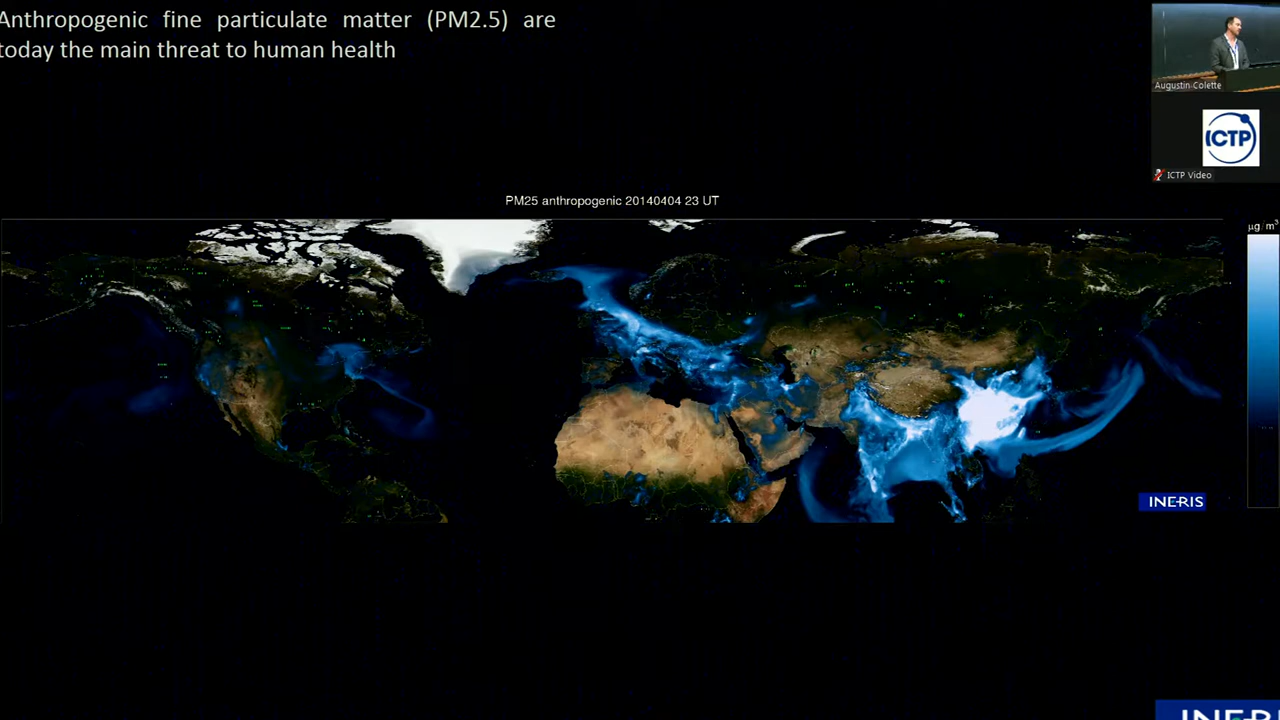 Anthropogenic fine particulate matter (PM2.5) are
today the main threat to human health
Augustin-Colette
ICTP
ICTP Video
PM25 anthropogenic 20140404 23 UT
µg/m³
INERIS
INERIS